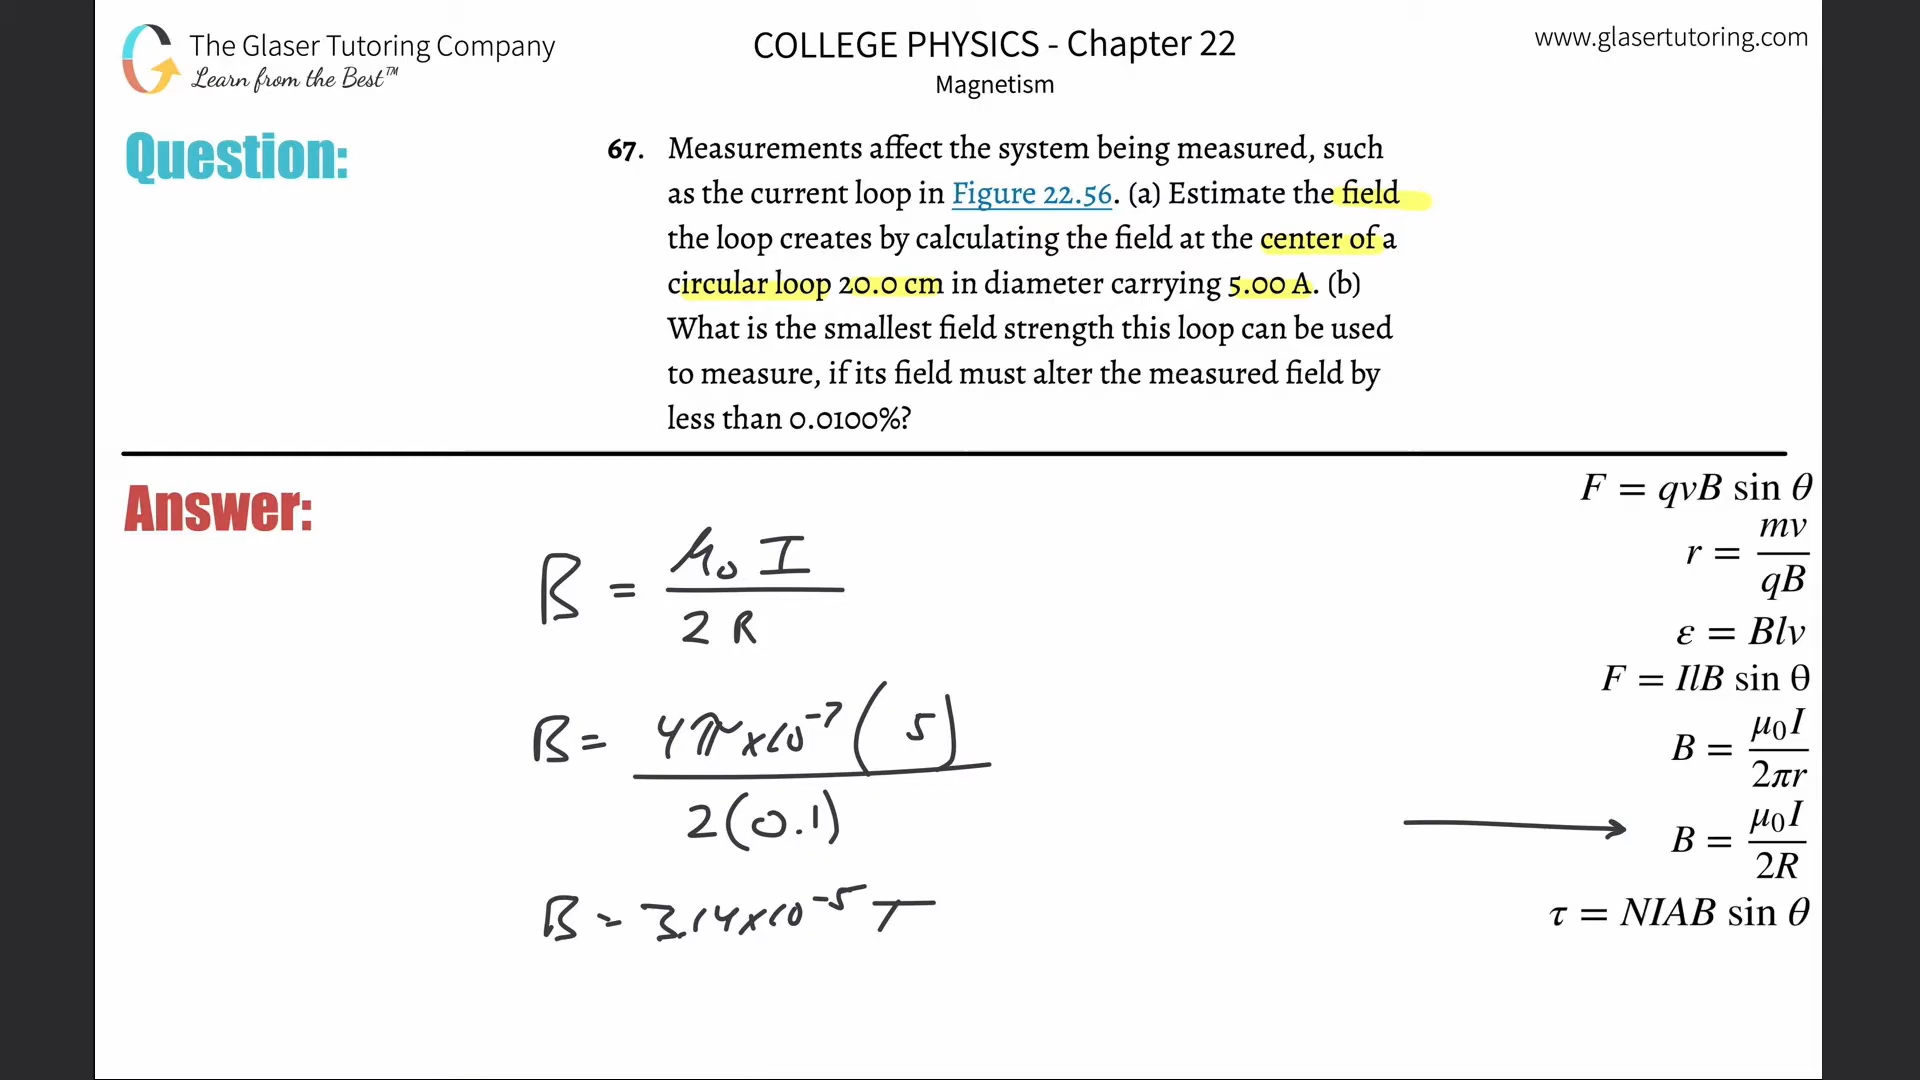 The Glaser Tutoring Company
Learn from the Best™
COLLEGE PHYSICS - Chapter 22
Magnetism
www.glasertutoring.com
Question:
67. Measurements affect the system being measured, such
as the current loop in Figure 22.56. (a) Estimate the field
the loop creates by calculating the field at the center of a
circular loop 20.0 cm in diameter carrying 5.00 A. (b)
What is the smallest field strength this loop can be used
to measure, if its field must alter the measured field by
less than 0.0100%?
Answer:
B = μ₀ I / 2 R
B = 4π×10⁻⁷ (5) / 2(0.1)
B = 3.14×10⁻⁵ T
F = qvB sin θ
r = mv / qB
ε = Blv
F = IlB sin θ
B = μ₀I / 2πr
B = μ₀I / 2R
τ = NIAB sin θ